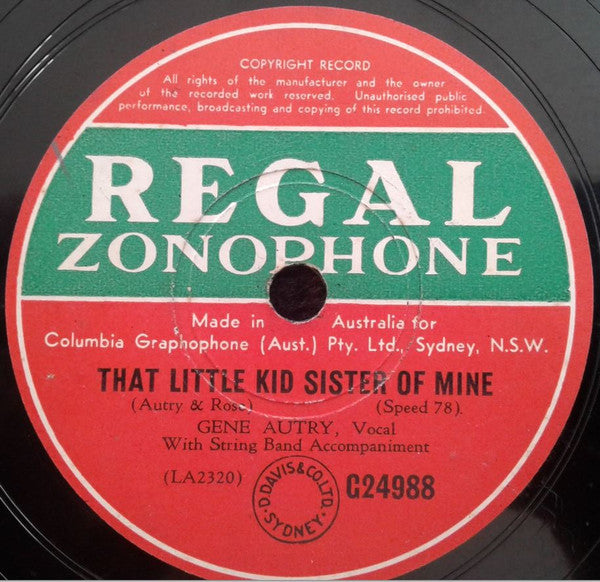 COPYRIGHT RECORD
All rights of the manufacturer and the owner
of the recorded work reserved. Unauthorised public
performance, broadcasting and copying of this record prohibited.
REGAL
ZONOPHONE
Made in Australia for
Columbia Graphophone (Aust.) Pty. Ltd., Sydney, N.S.W.
THAT LITTLE KID SISTER OF MINE
(Autry & Rose) (Speed 78).
GENE AUTRY, Vocal
With String Band Accompaniment
(LA2320)
D. DAVIS & CO. LTD.
SYDNEY
G24988